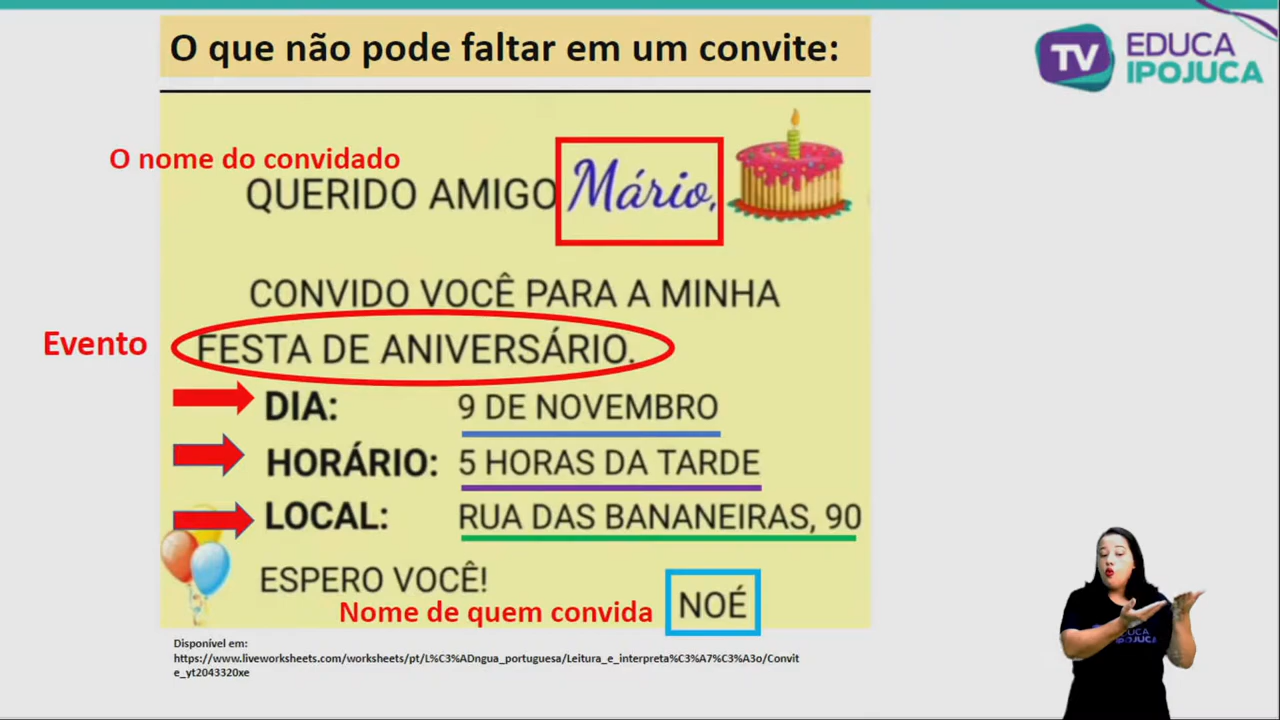 O que não pode faltar em um convite:
TV EDUCA
IPOJUCA
O nome do convidado
QUERIDO AMIGO Mário,
CONVIDO VOCÊ PARA A MINHA
Evento
FESTA DE ANIVERSÁRIO.
DIA: 9 DE NOVEMBRO
HORÁRIO: 5 HORAS DA TARDE
LOCAL: RUA DAS BANANEIRAS, 90
ESPERO VOCÊ!
Nome de quem convida
NOÉ
Disponível em:
https://www.liveworksheets.com/worksheets/pt/L%C3%ADngua_portuguesa/Leitura_e_interpreta%C3%A7%C3%A3o/Convit
e_yt2043320xe
EDUCA
IPOJUCA